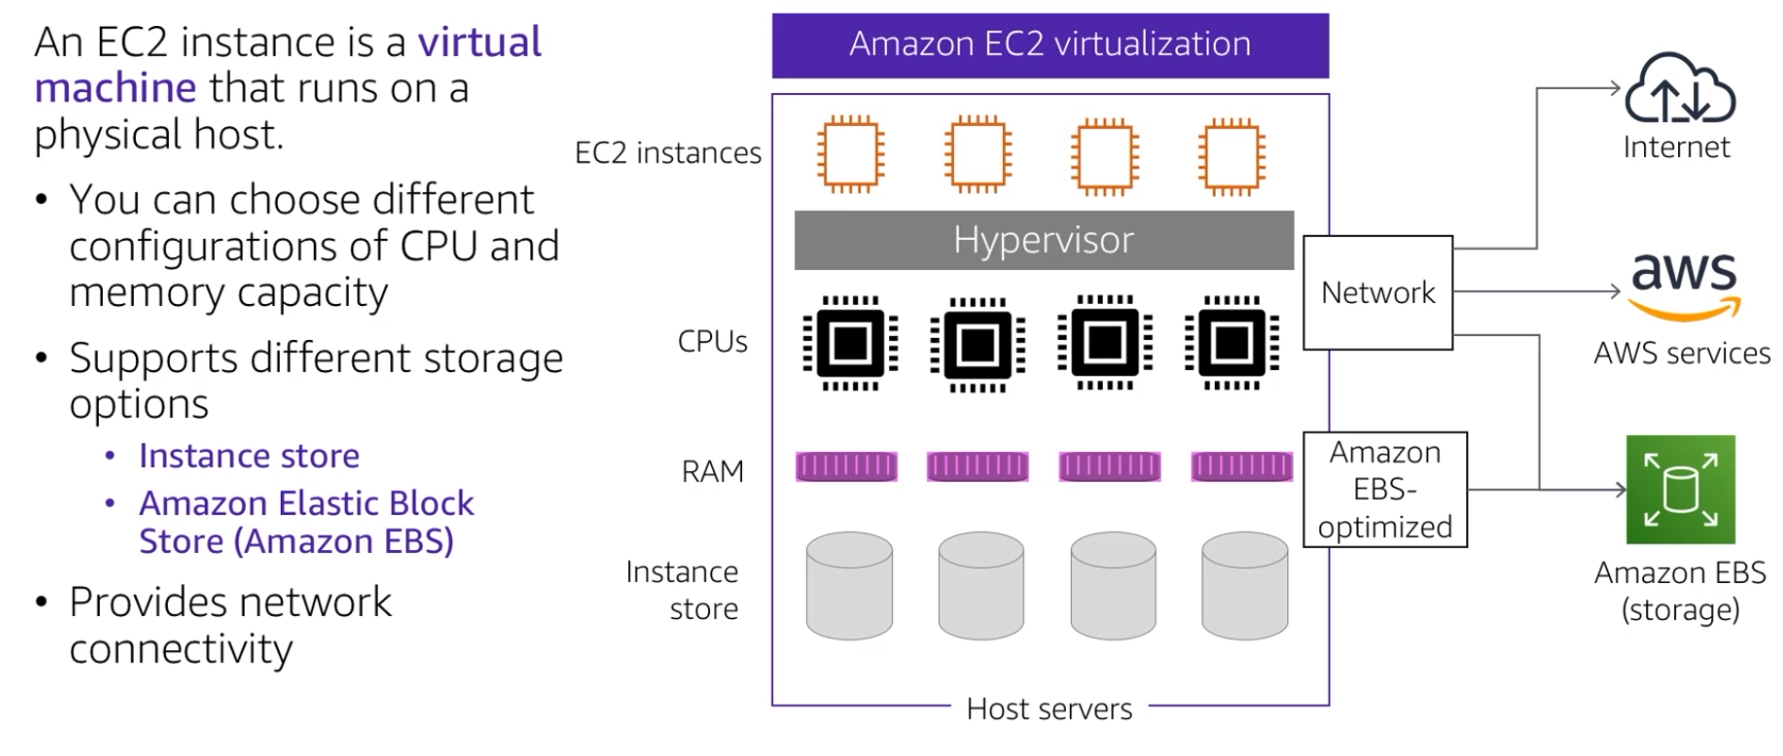 An EC2 instance is a virtual
machine that runs on a
physical host.
• You can choose different
configurations of CPU and
memory capacity
• Supports different storage
options
• Instance store
• Amazon Elastic Block
Store (Amazon EBS)
• Provides network
connectivity
Amazon EC2 virtualization
EC2 instances
Hypervisor
CPUs
RAM
Instance
store
Host servers
Network
Amazon
EBS-
optimized
Internet
aws
AWS services
Amazon EBS
(storage)